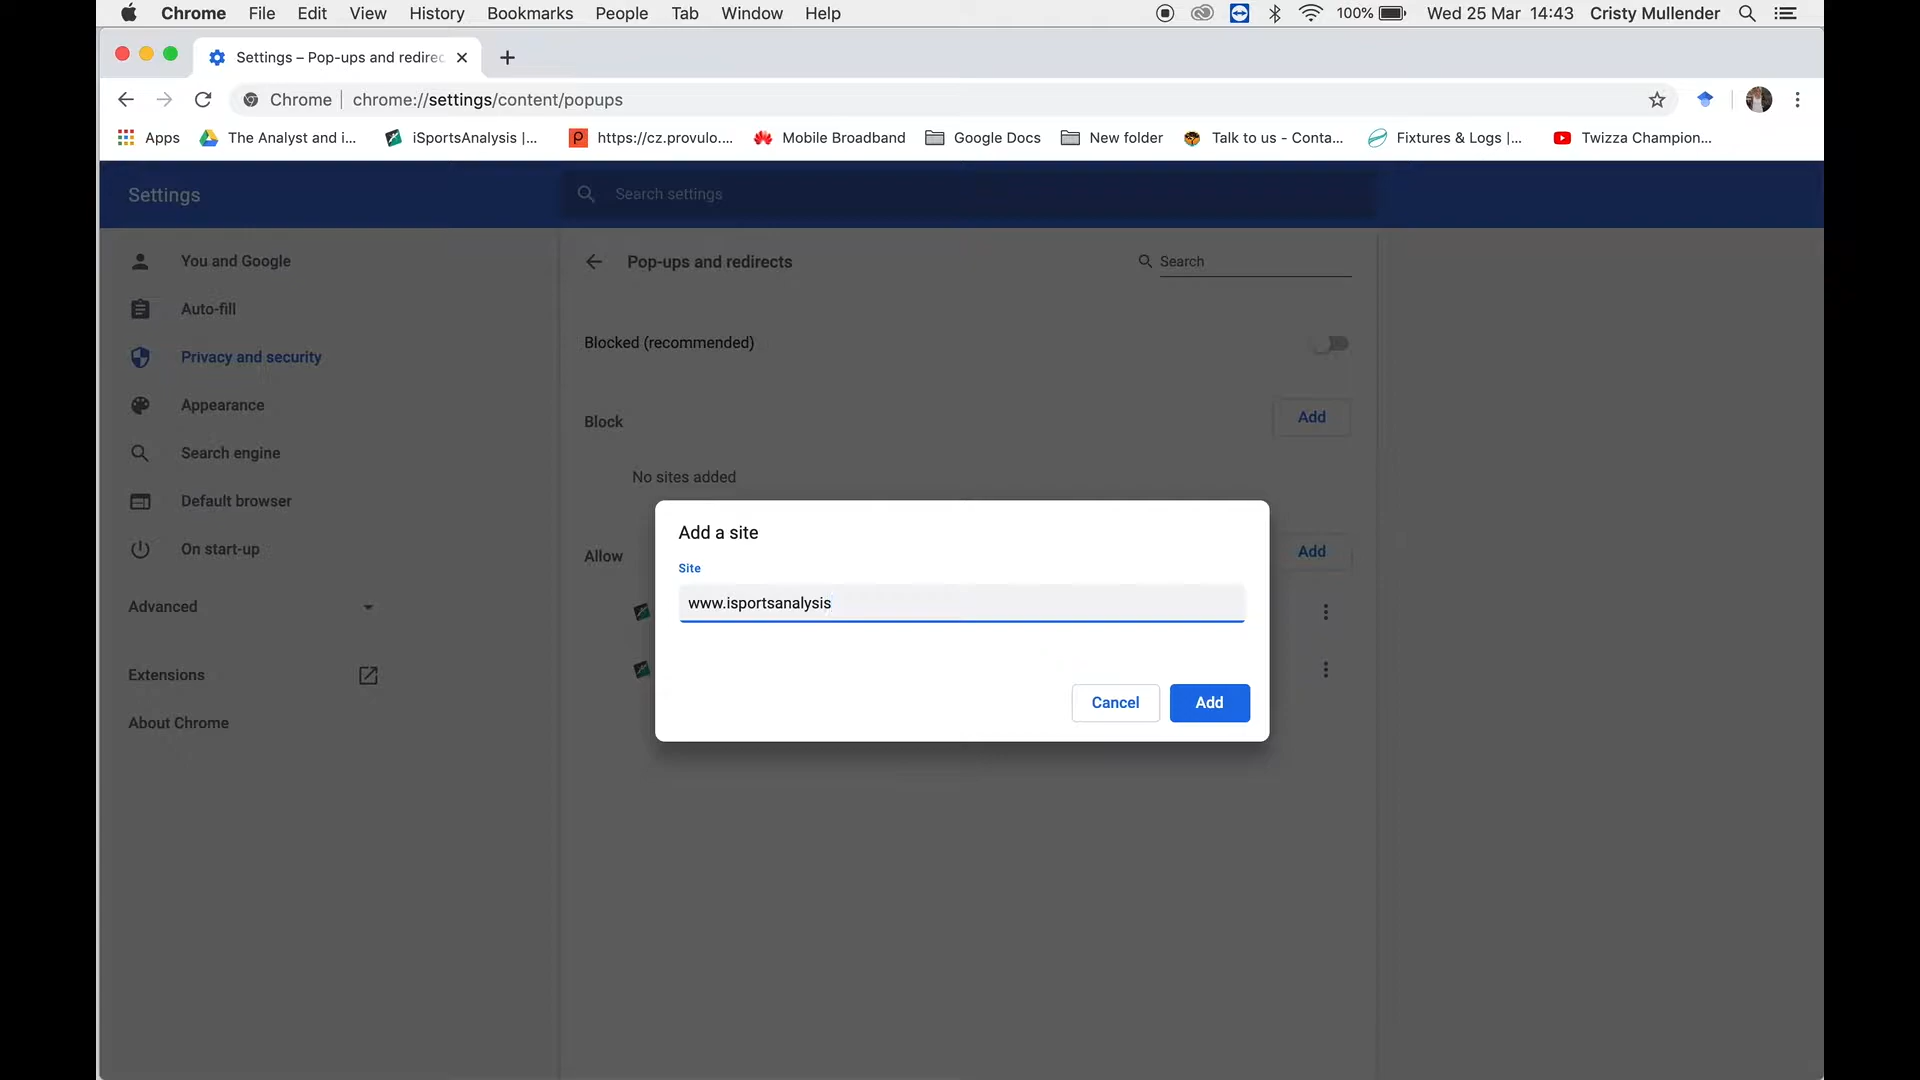 Chrome File Edit View History Bookmarks People Tab Window Help 100% Wed 25 Mar 14:43 Cristy Mullender
Settings – Pop-ups and redirec
Chrome chrome://settings/content/popups
Apps The Analyst and i... iSportsAnalysis |... https://cz.provulo.... Mobile Broadband Google Docs New folder Talk to us - Conta... Fixtures & Logs |... Twizza Champion...
Settings
Search settings
You and Google
Auto-fill
Privacy and security
Appearance
Search engine
Default browser
On start-up
Advanced
Extensions
About Chrome
Pop-ups and redirects
Search
Blocked (recommended)
Block
Add
No sites added
Allow
Add
Add a site
Site
www.isportsanalysis
Cancel
Add